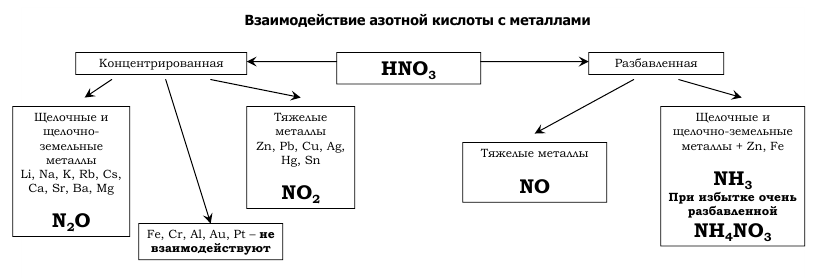 Взаимодействие азотной кислоты с металлами
Концентрированная
HNO₃
Разбавленная
Щелочные и
щелочно-
земельные
металлы
Li, Na, K, Rb, Cs,
Ca, Sr, Ba, Mg
N₂O
Fe, Cr, Al, Au, Pt – не
взаимодействуют
Тяжелые
металлы
Zn, Pb, Cu, Ag,
Hg, Sn
NO₂
Тяжелые металлы
NO
Щелочные и
щелочно-земельные
металлы + Zn, Fe
NH₃
При избытке очень
разбавленной
NH₄NO₃